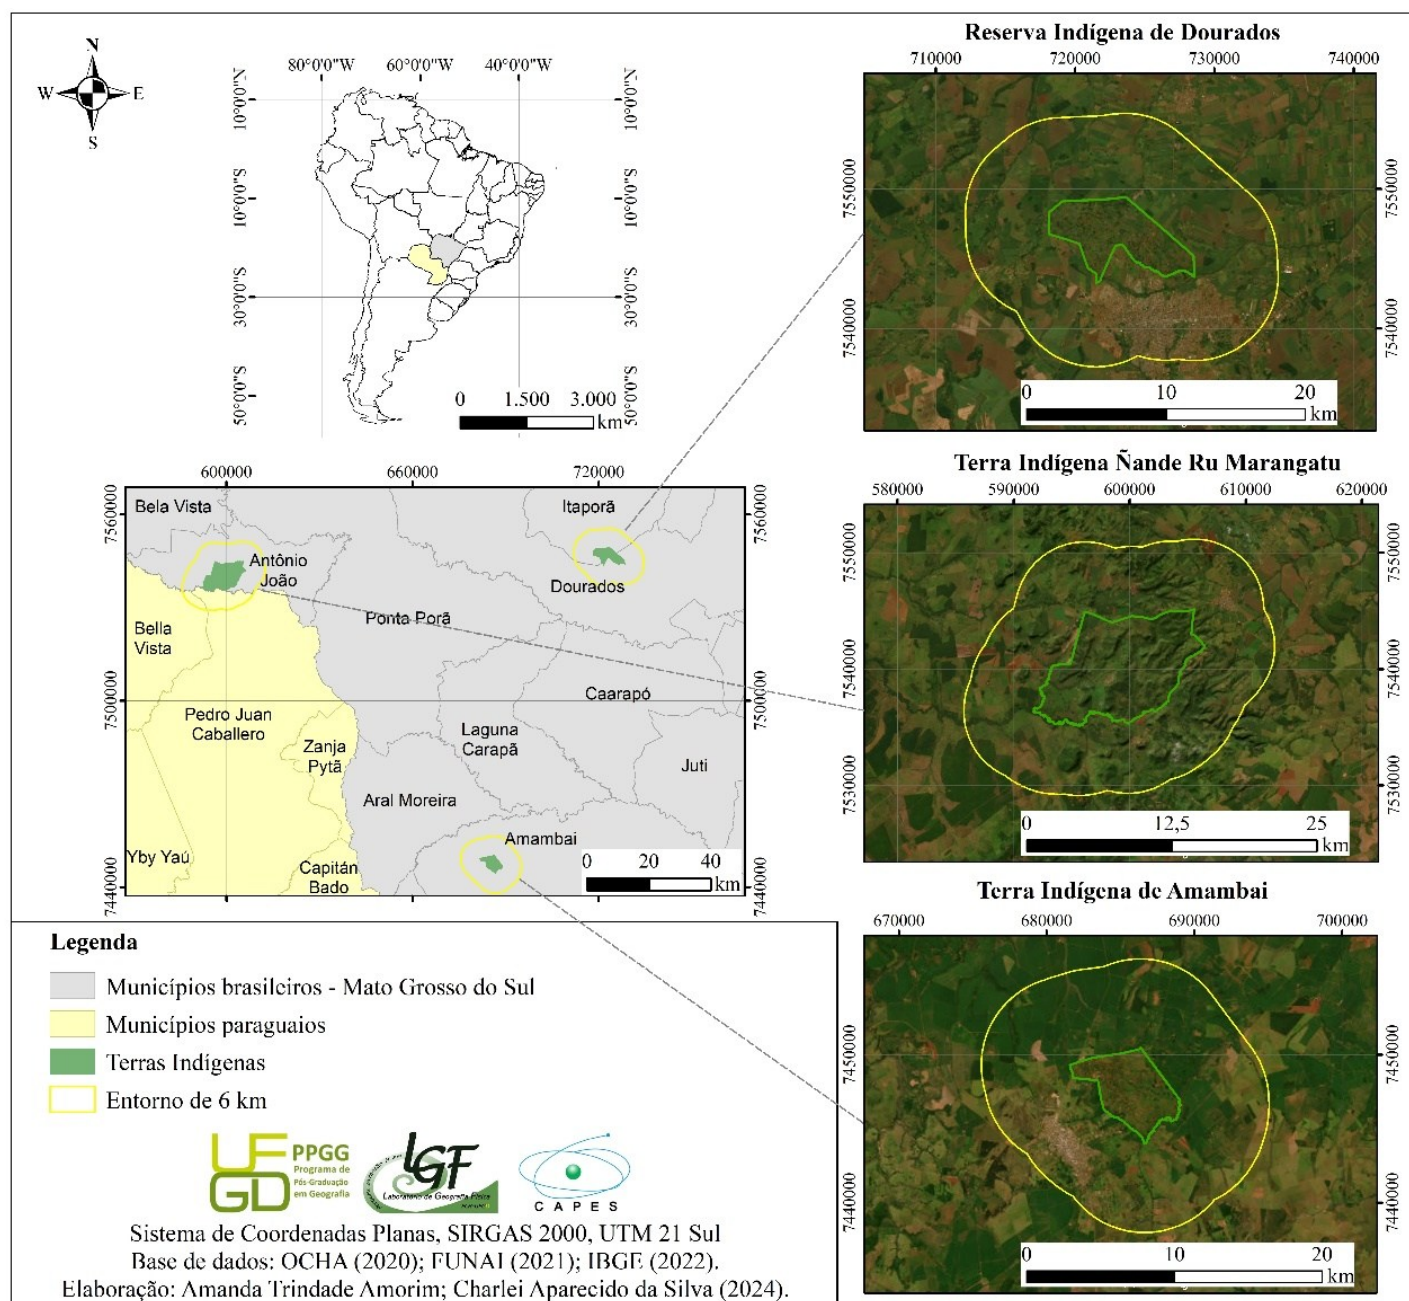 N
W E
S
80°0'0"W 60°0'0"W 40°0'0"W
10°0'0"N 10°0'0"N
10°0'0"S 10°0'0"S
30°0'0"S 30°0'0"S
50°0'0"S 50°0'0"S
0 1.500 3.000
km
600000 660000 720000
7560000 7560000
7500000 7500000
7440000 7440000
Bela Vista
Itaporã
Antônio
João
Dourados
Ponta Porã
Bella
Vista
Caarapó
Pedro Juan
Caballero
Laguna
Carapã
Zanja
Pytã
Juti
Aral Moreira
Amambai
Yby Yaú
Capitán
Bado
0 20 40
km
Reserva Indígena de Dourados
710000 720000 730000 740000
7550000 7550000
7540000 7540000
0 10 20
km
Terra Indígena Ñande Ru Marangatu
580000 590000 600000 610000 620000
7550000 7550000
7540000 7540000
7530000 7530000
0 12,5 25
km
Terra Indígena de Amambai
670000 680000 690000 700000
7450000 7450000
7440000 7440000
0 10 20
km
Legenda
Municípios brasileiros - Mato Grosso do Sul
Municípios paraguaios
Terras Indígenas
Entorno de 6 km
UFGD
PPGG
Programa de
Pós-Graduação
em Geografia
LGF
Laboratório de Geografia Física
CAPES
Sistema de Coordenadas Planas, SIRGAS 2000, UTM 21 Sul
Base de dados: OCHA (2020); FUNAI (2021); IBGE (2022).
Elaboração: Amanda Trindade Amorim; Charlei Aparecido da Silva (2024).